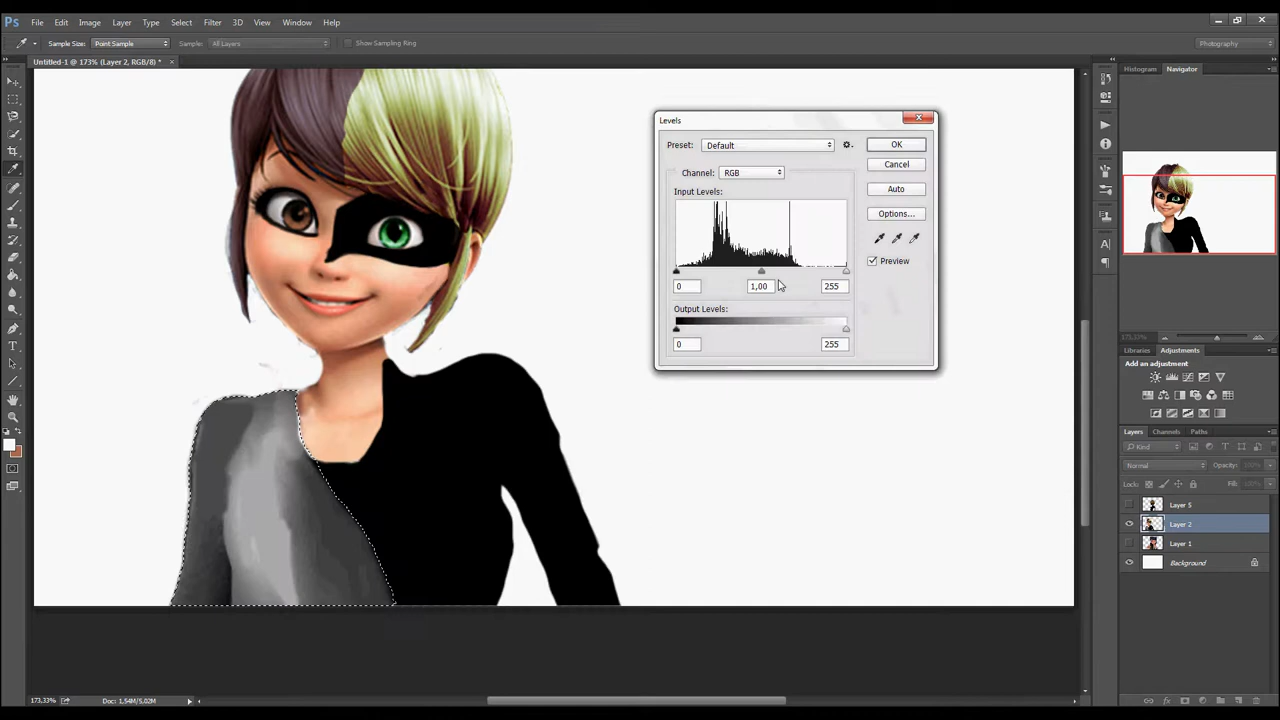 Ps File Edit Image Layer Type Select Filter 3D View Window Help
Sample Size: Point Sample Sample: All Layers Show Sampling Ring Photography
Untitled-1 @ 173% (Layer 2, RGB/8) * ×
Histogram Navigator
Levels
Preset: Default OK
Cancel
Channel: RGB
Auto
Input Levels:
Options...
Preview
0 1,00 255
Output Levels:
0 255
173,33%
Libraries Adjustments
Add an adjustment
Layers Channels Paths
Kind
Normal Opacity: 100%
Lock: Fill: 100%
Layer 5
Layer 2
Layer 1
Background
173,33% Doc: 1,54M/5,02M